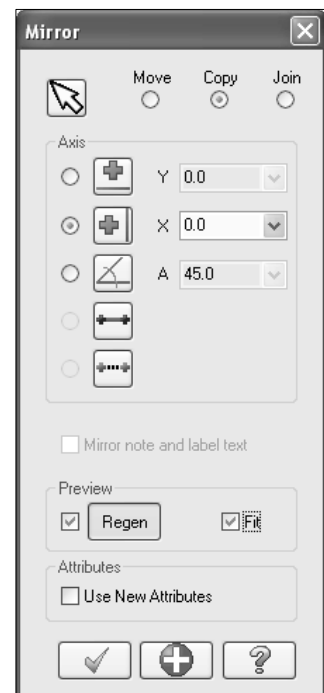 Mirror
Move Copy Join
Axis
Y 0.0
X 0.0
A 45.0
Mirror note and label text
Preview
Regen Fit
Attributes
Use New Attributes
?